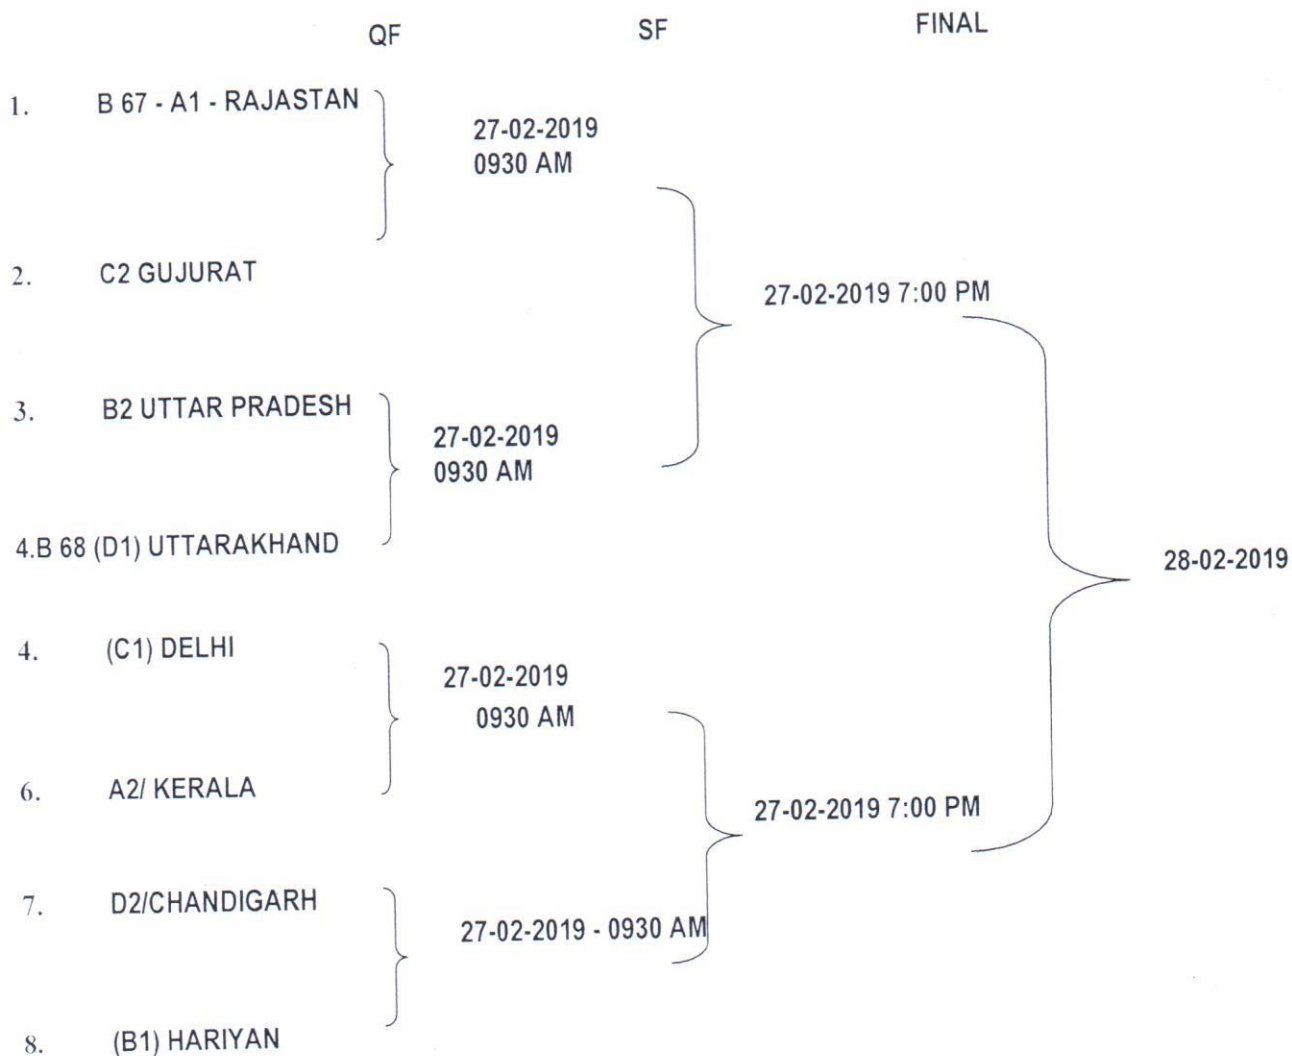 QF SF FINAL
1. B 67 - A1 - RAJASTAN
27-02-2019
0930 AM
2. C2 GUJURAT
27-02-2019 7:00 PM
3. B2 UTTAR PRADESH
27-02-2019
0930 AM
4.B 68 (D1) UTTARAKHAND
28-02-2019
4. (C1) DELHI
27-02-2019
0930 AM
6. A2/ KERALA
27-02-2019 7:00 PM
7. D2/CHANDIGARH
27-02-2019 - 0930 AM
8. (B1) HARIYAN